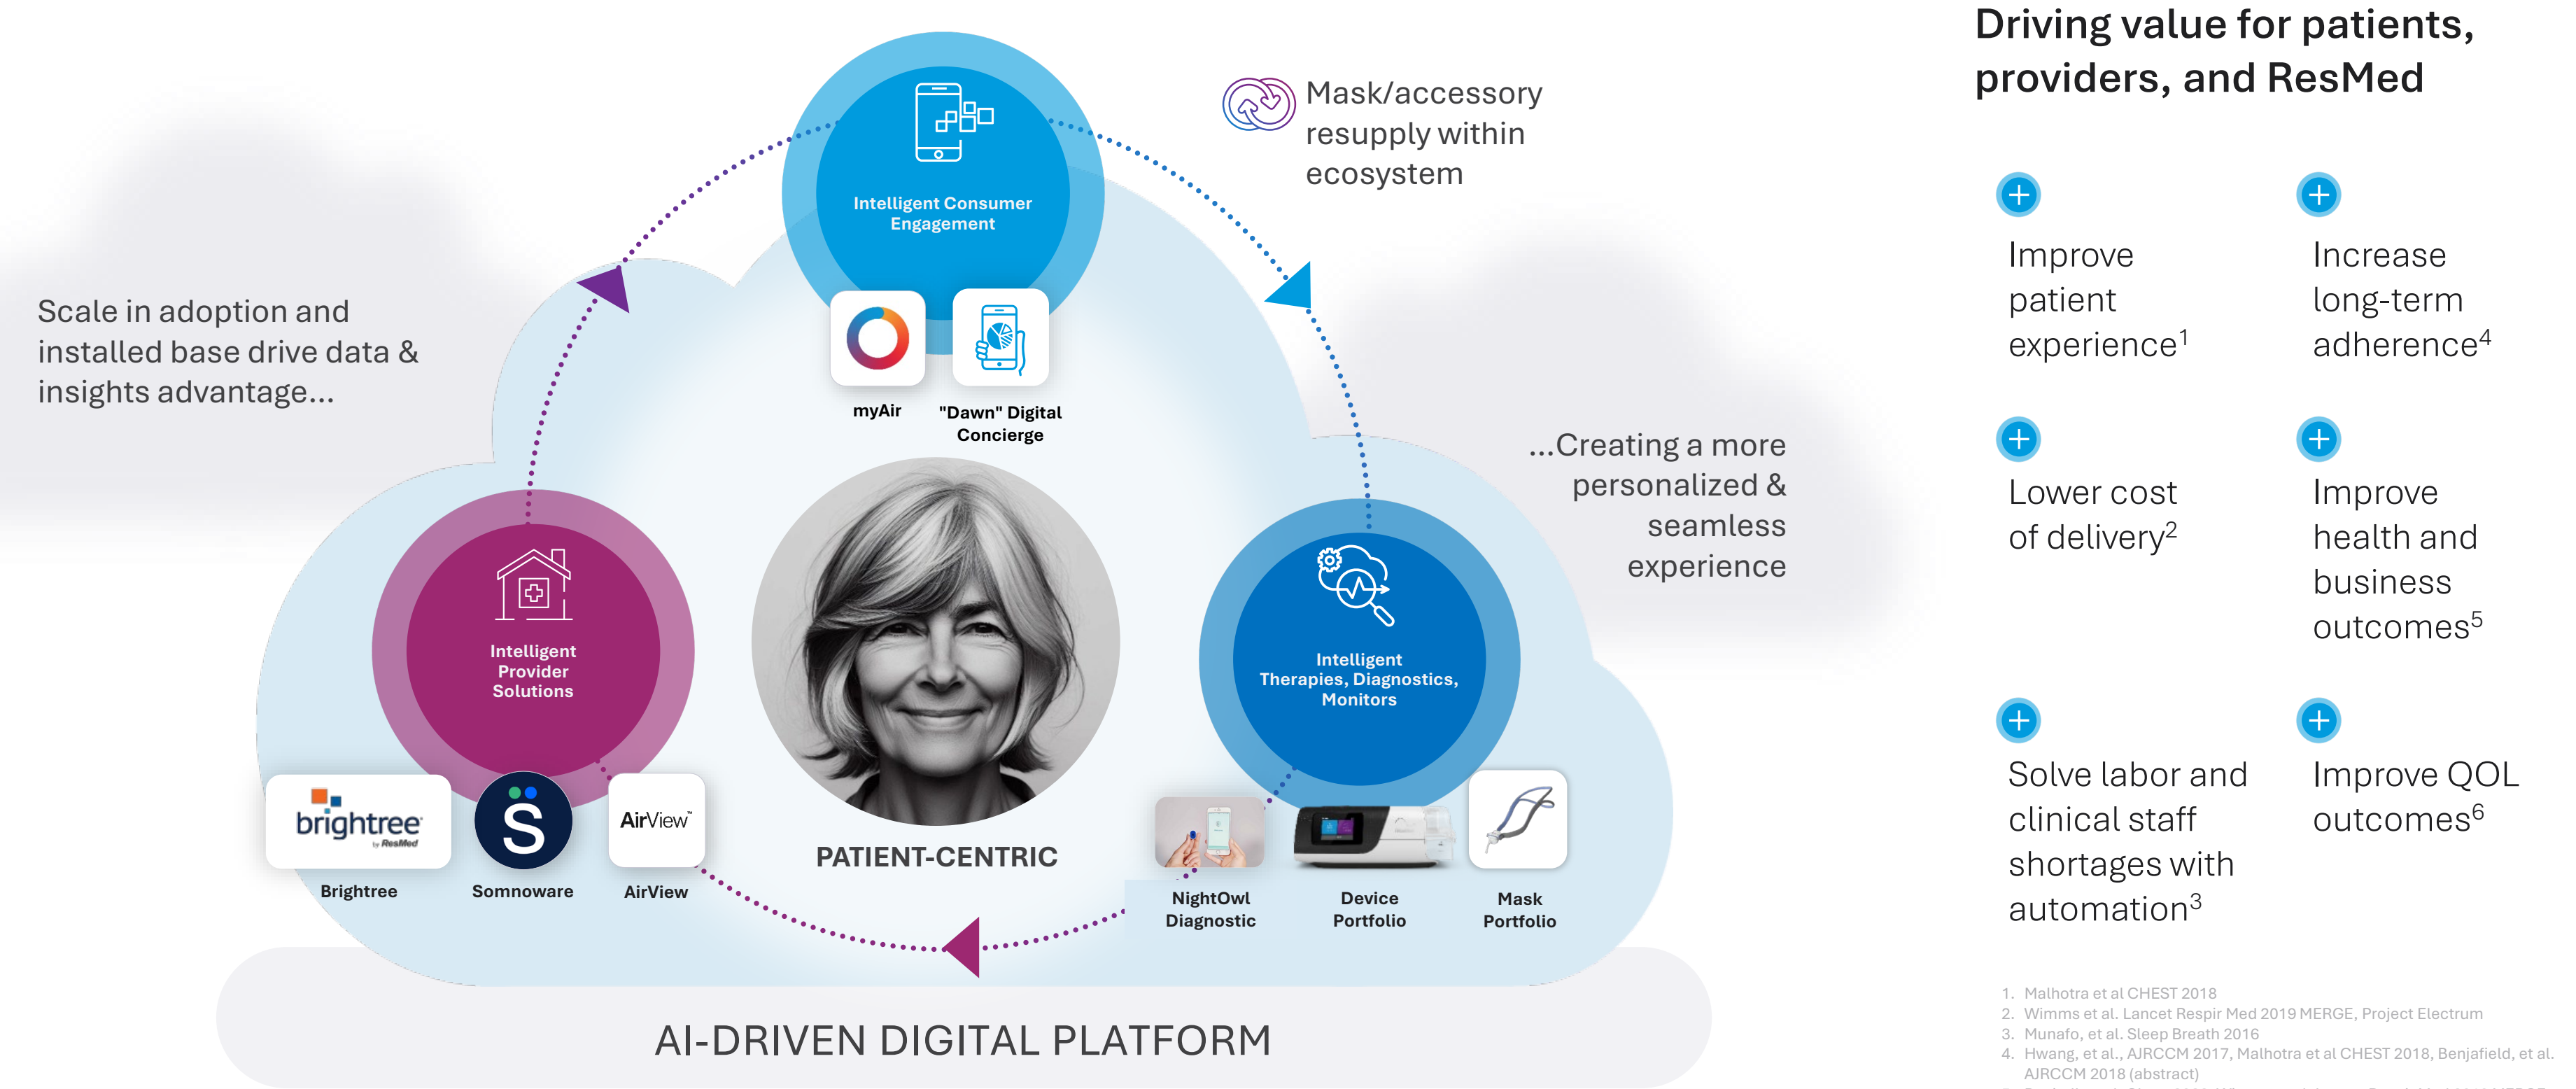 Driving value for patients,
providers, and ResMed
Mask/accessory
resupply within
ecosystem
Intelligent Consumer
Engagement
Scale in adoption and
installed base drive data &
insights advantage...
myAir
"Dawn" Digital
Concierge
...Creating a more
personalized &
seamless
experience
Intelligent
Provider
Solutions
Intelligent
Therapies, Diagnostics,
Monitors
brightree
by ResMed
S
AirView™
Brightree
Somnoware
AirView
PATIENT-CENTRIC
NightOwl
Diagnostic
Device
Portfolio
Mask
Portfolio
AI-DRIVEN DIGITAL PLATFORM
Improve
patient
experience1
Increase
long-term
adherence4
Lower cost
of delivery2
Improve
health and
business
outcomes5
Solve labor and
clinical staff
shortages with
automation3
Improve QOL
outcomes6
1. Malhotra et al CHEST 2018
2. Wimms et al. Lancet Respir Med 2019 MERGE, Project Electrum
3. Munafo, et al. Sleep Breath 2016
4. Hwang, et al., AJRCCM 2017, Malhotra et al CHEST 2018, Benjafield, et al.
AJRCCM 2018 (abstract)